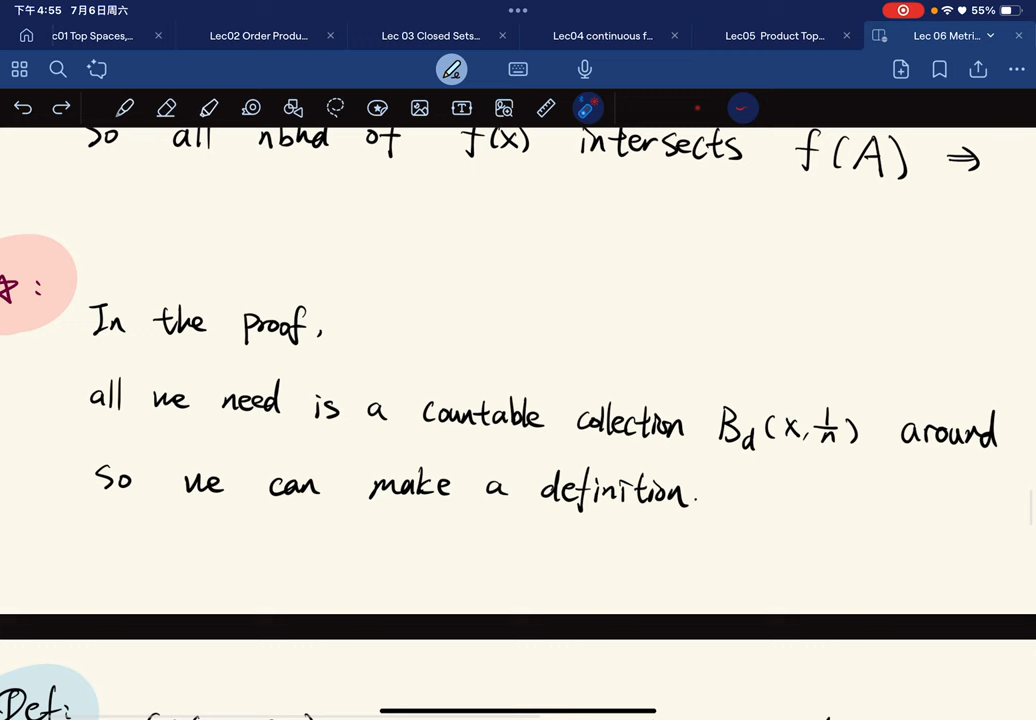 下午4:55 7月6日周六
55%
c01 Top Spaces,...
Lec02 Order Produ...
Lec 03 Closed Sets...
Lec04 continuous f...
Lec05 Product Top...
Lec 06 Metri...
So all nbhd of f(x) intersects f(A) ⇒
☆:
In the proof,
all we need is a countable collection B_d(x, 1/n) around
So we can make a definition.
Def: